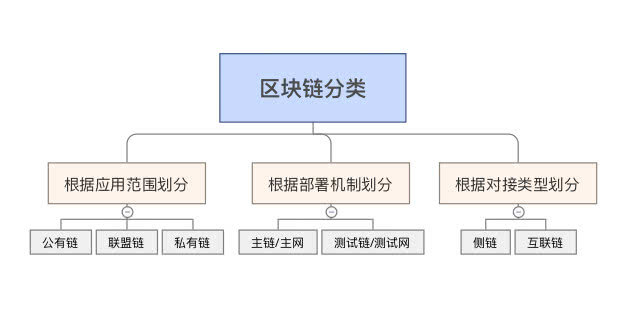 区块链分类
根据应用范围划分
根据部署机制划分
根据对接类型划分
公有链
联盟链
私有链
主链/主网
测试链/测试网
侧链
互联链